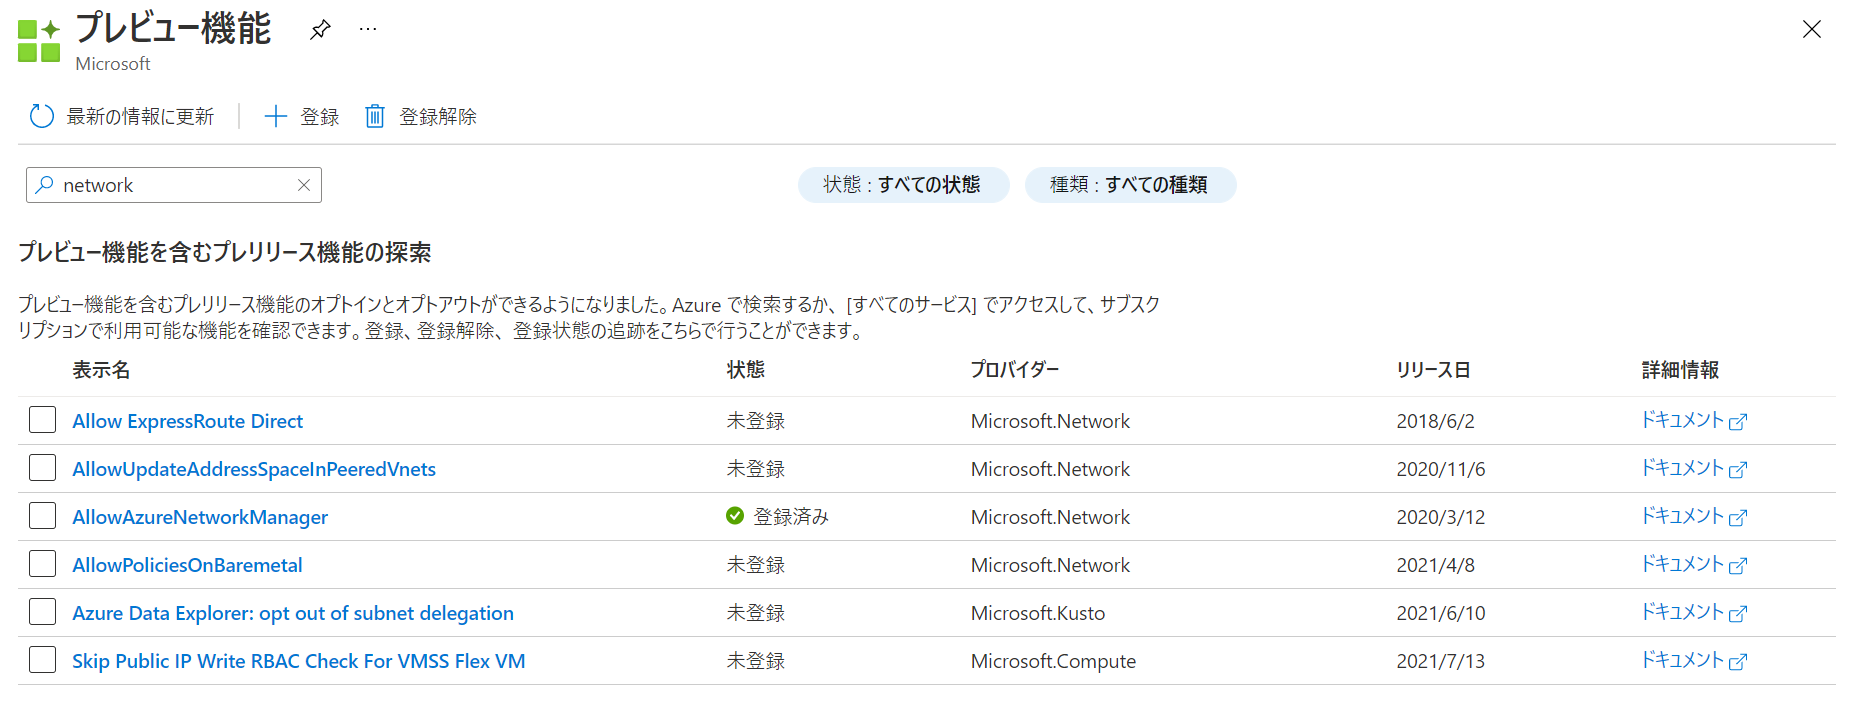 プレビュー機能
Microsoft
最新の情報に更新 登録 登録解除
network 状態 : すべての状態 種類 : すべての種類
プレビュー機能を含むプレリリース機能の探索
プレビュー機能を含むプレリリース機能のオプトインとオプトアウトができるようになりました。Azure で検索するか、[すべてのサービス] でアクセスして、サブスク
リプションで利用可能な機能を確認できます。登録、登録解除、登録状態の追跡をこちらで行うことができます。
表示名 状態 プロバイダー リリース日 詳細情報
Allow ExpressRoute Direct 未登録 Microsoft.Network 2018/6/2 ドキュメント
AllowUpdateAddressSpaceInPeeredVnets 未登録 Microsoft.Network 2020/11/6 ドキュメント
AllowAzureNetworkManager 登録済み Microsoft.Network 2020/3/12 ドキュメント
AllowPoliciesOnBaremetal 未登録 Microsoft.Network 2021/4/8 ドキュメント
Azure Data Explorer: opt out of subnet delegation 未登録 Microsoft.Kusto 2021/6/10 ドキュメント
Skip Public IP Write RBAC Check For VMSS Flex VM 未登録 Microsoft.Compute 2021/7/13 ドキュメント